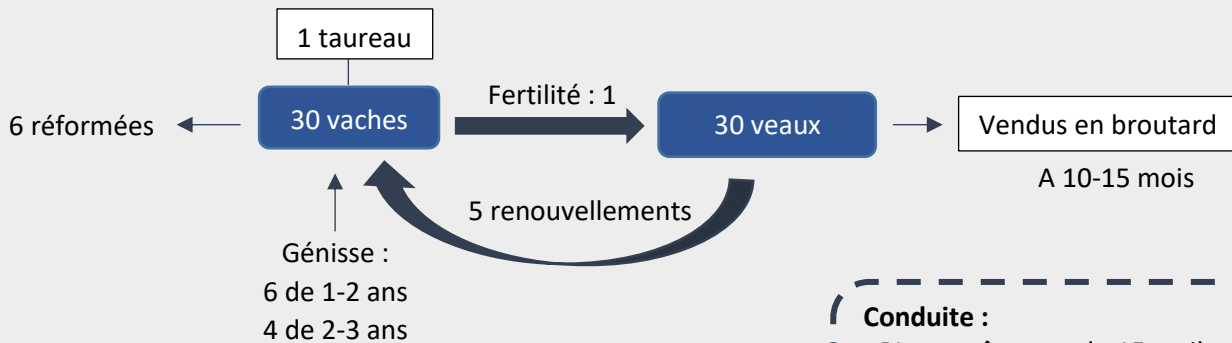 1 taureau
6 réformées
30 vaches
Fertilité : 1
30 veaux
Vendus en broutard
A 10-15 mois
5 renouvellements
Génisse :
6 de 1-2 ans
4 de 2-3 ans
Conduite :